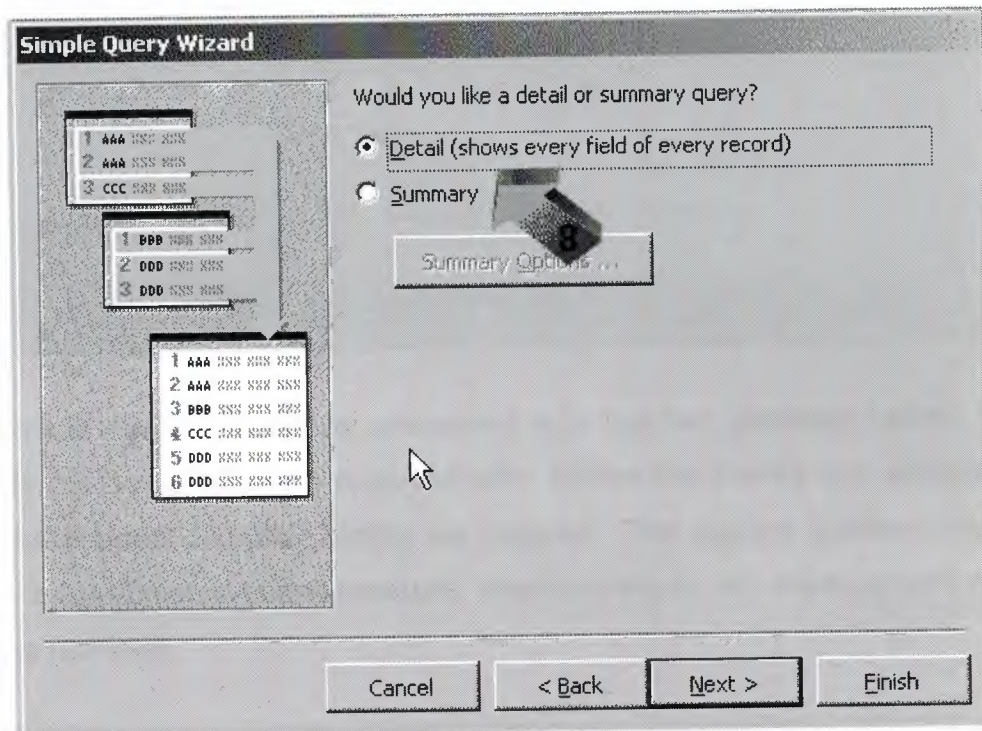 Simple Query Wizard
Would you like a detail or summary query?
Detail (shows every field of every record)
Summary
8
Summary Options ...
1 AAA
2 AAA
3 CCC
1 BBB
2 DDD
3 DDD
1 AAA
2 AAA
3 BBB
4 CCC
5 DDD
6 DDD
Cancel
< Back
Next >
Finish